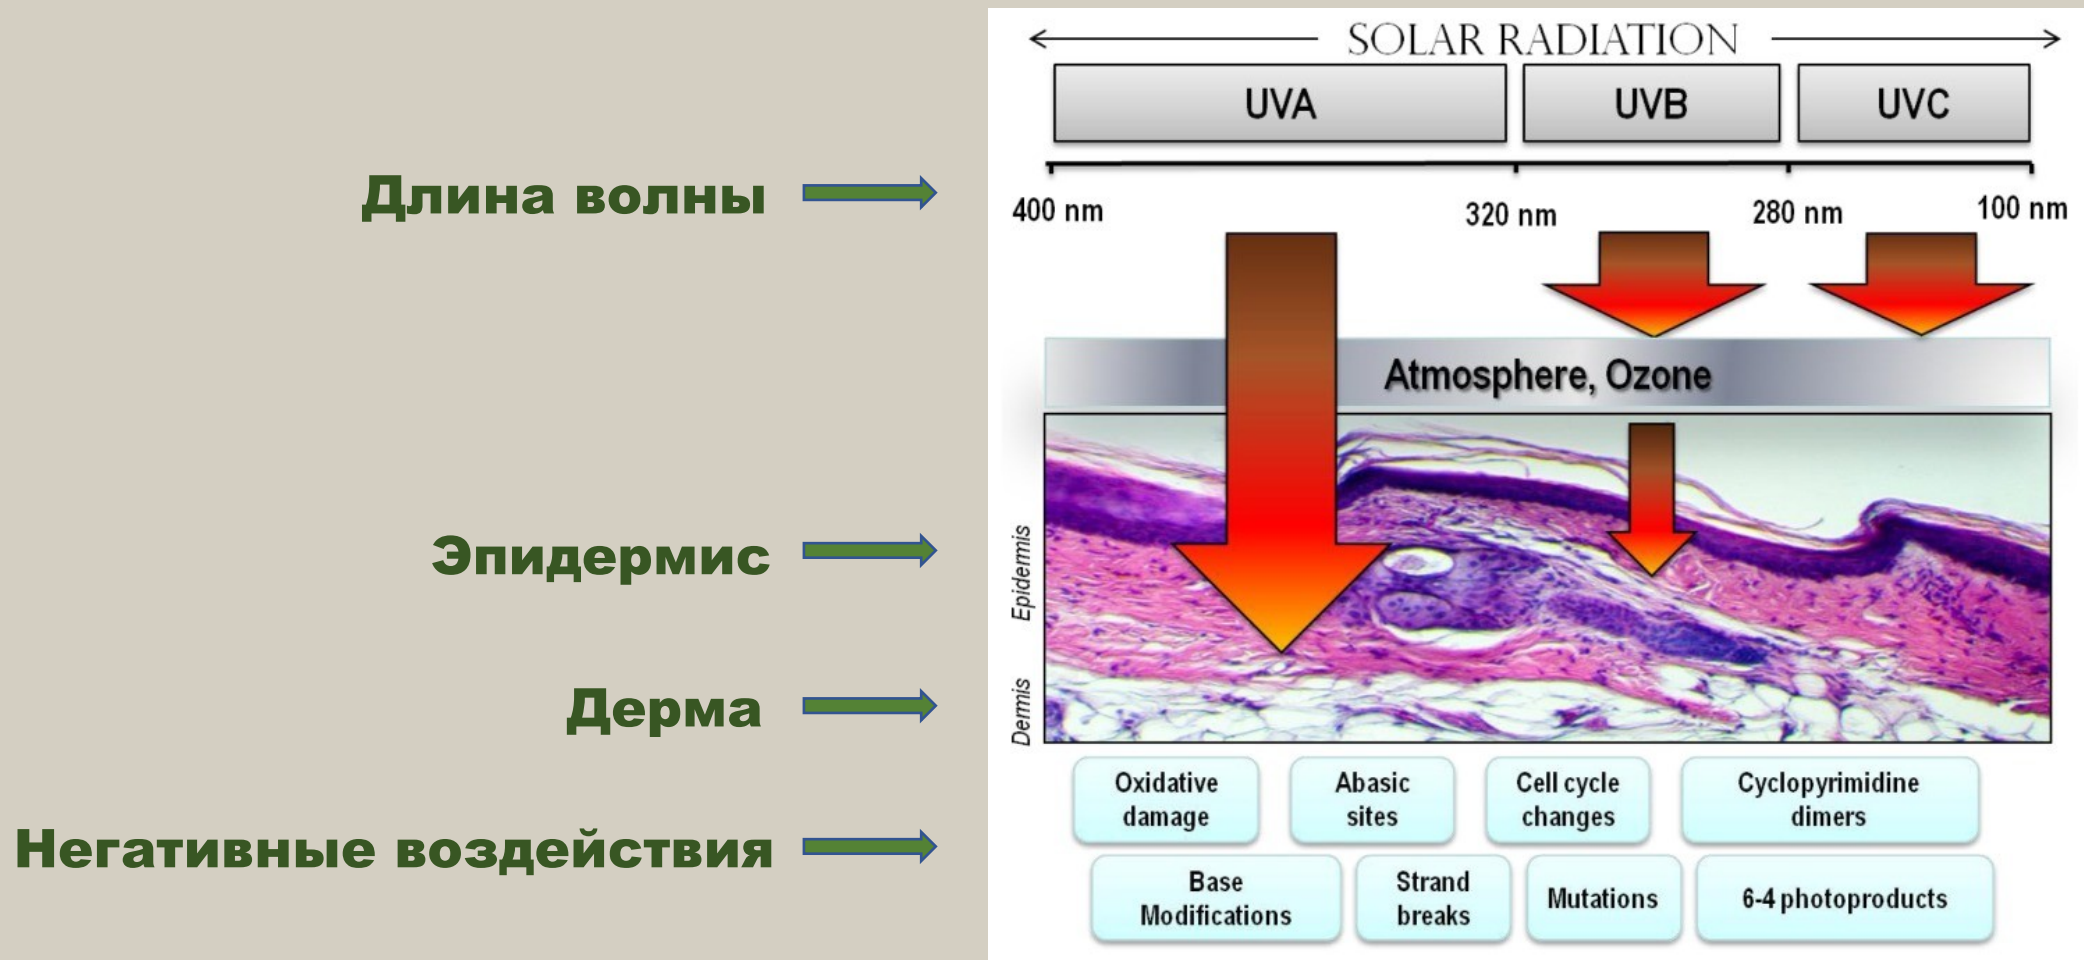 SOLAR RADIATION
UVA
UVB
UVC
Длина волны
400 nm
320 nm
280 nm
100 nm
Atmosphere, Ozone
Эпидермис
Epidermis
Дерма
Dermis
Негативные воздействия
Oxidative
damage
Abasic
sites
Cell cycle
changes
Cyclopyrimidine
dimers
Base
Modifications
Strand
breaks
Mutations
6-4 photoproducts